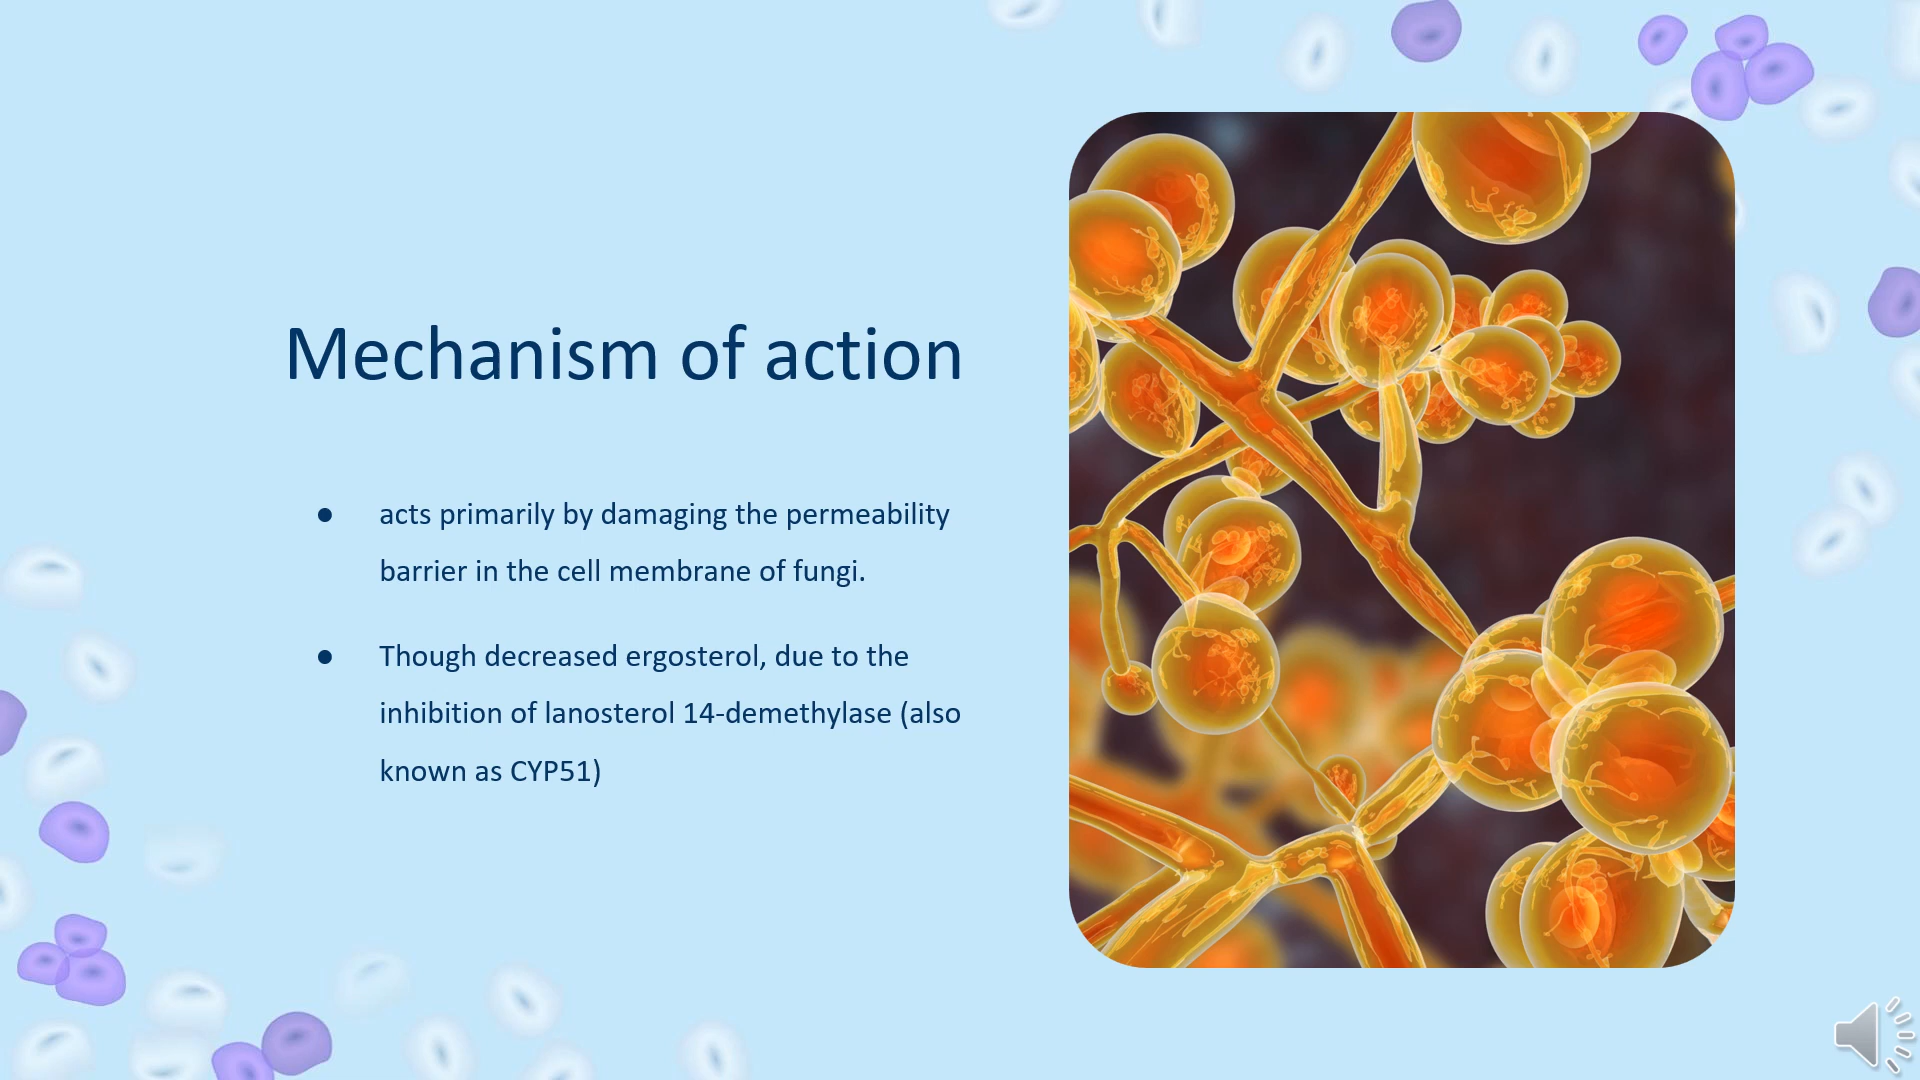 Mechanism of action
● acts primarily by damaging the permeability
barrier in the cell membrane of fungi.
● Though decreased ergosterol, due to the
inhibition of lanosterol 14-demethylase (also
known as CYP51)